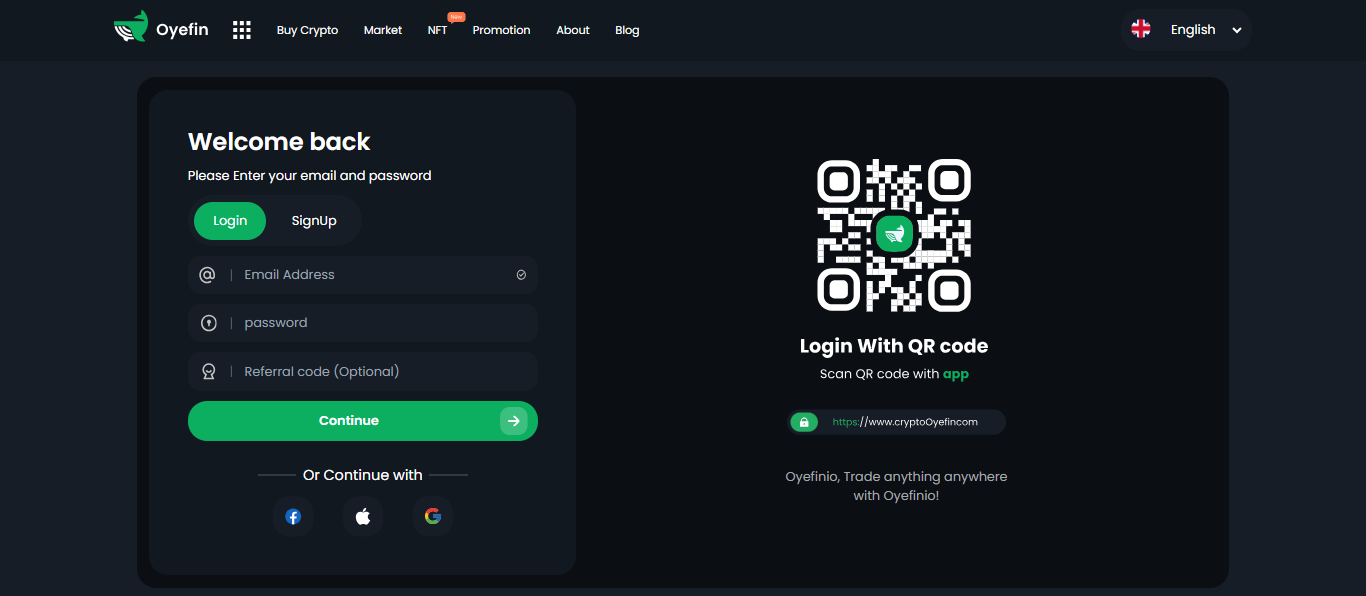 Oyefin
Buy Crypto
Market
NFT
New
Promotion
About
Blog
English
Welcome back
Please Enter your email and password
Login
SignUp
@ | Email Address
| password
| Referral code (Optional)
Continue
Or Continue with
Login With QR code
Scan QR code with app
https://www.cryptoOyefincom
Oyefinio, Trade anything anywhere
with Oyefinio!